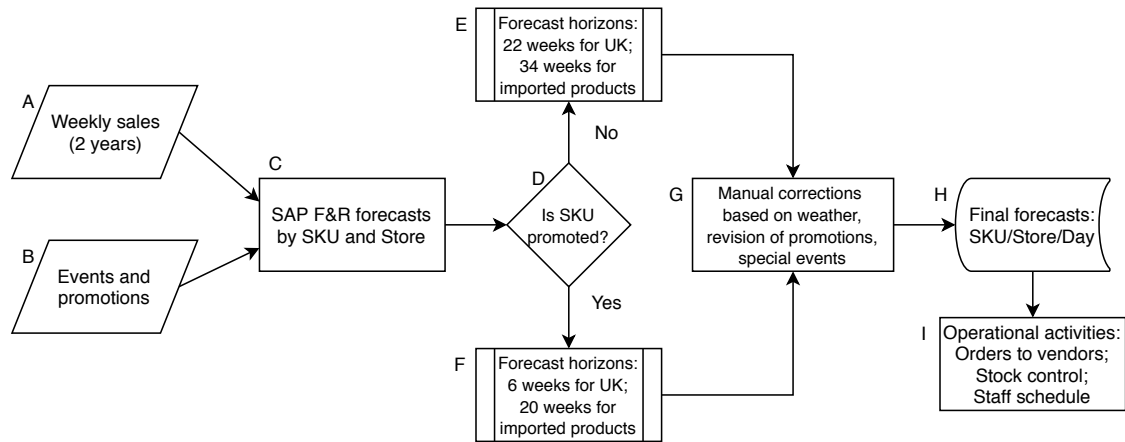 A
Weekly sales
(2 years)
B
Events and
promotions
C
SAP F&R forecasts
by SKU and Store
D
Is SKU
promoted?
No
Yes
E
Forecast horizons:
22 weeks for UK;
34 weeks for
imported products
F
Forecast horizons:
6 weeks for UK;
20 weeks for
imported products
G
Manual corrections
based on weather,
revision of promotions,
special events
H
Final forecasts:
SKU/Store/Day
I
Operational activities:
Orders to vendors;
Stock control;
Staff schedule